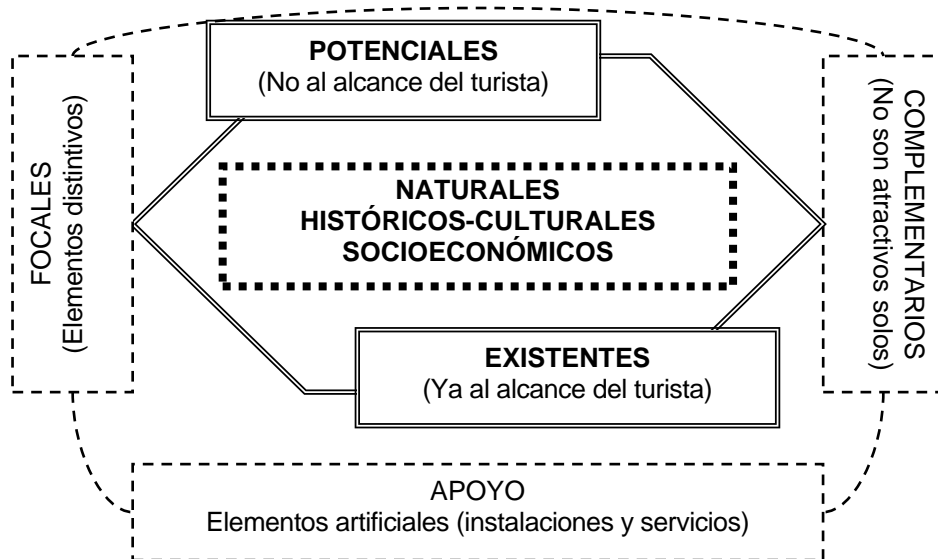 POTENCIALES
(No al alcance del turista)
FOCALES
(Elementos distintivos)
NATURALES
HISTÓRICOS-CULTURALES
SOCIOECONÓMICOS
COMPLEMENTARIOS
(No son atractivos solos)
EXISTENTES
(Ya al alcance del turista)
APOYO
Elementos artificiales (instalaciones y servicios)